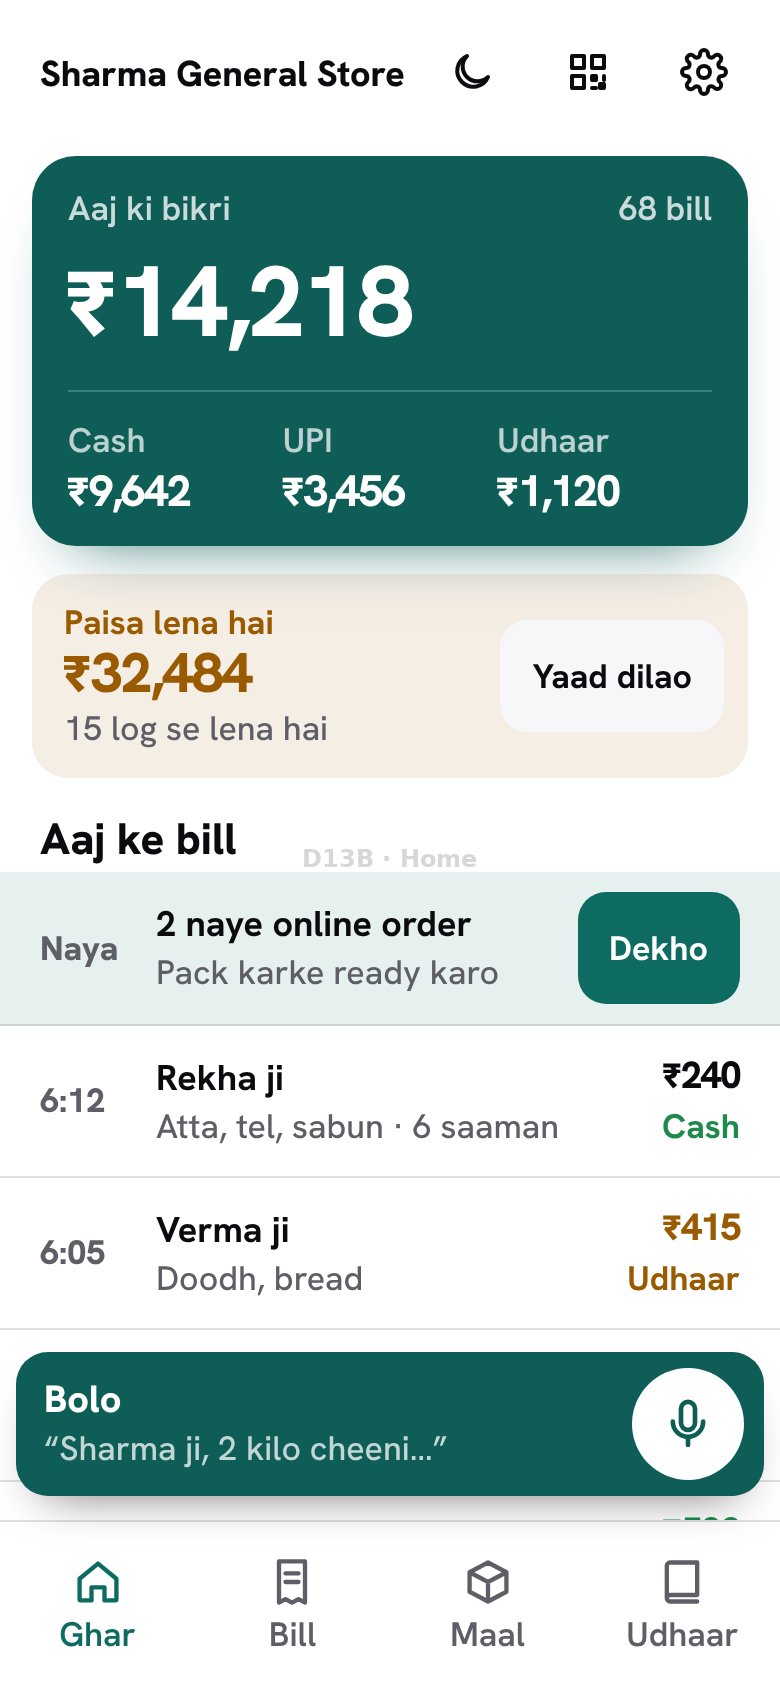 Sharma General Store
Aaj ki bikri 68 bill
₹14,218
Cash UPI Udhaar
₹9,642 ₹3,456 ₹1,120
Paisa lena hai
₹32,484
15 log se lena hai
Yaad dilao
Aaj ke bill
D13B · Home
Naya
2 naye online order
Pack karke ready karo
Dekho
6:12
Rekha ji
Atta, tel, sabun · 6 saaman
₹240
Cash
6:05
Verma ji
Doodh, bread
₹415
Udhaar
Bolo
“Sharma ji, 2 kilo cheeni...”
Ghar Bill Maal Udhaar